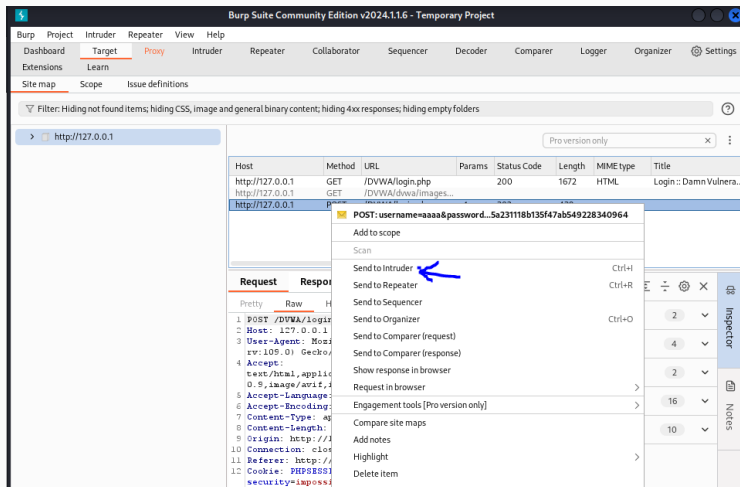 Burp Suite Community Edition v2024.1.1.6 - Temporary Project
Burp Project Intruder Repeater View Help
Dashboard Target Proxy Intruder Repeater Collaborator Sequencer Decoder Comparer Logger Organizer Settings
Extensions Learn
Site map Scope Issue definitions
Filter: Hiding not found items; hiding CSS, image and general binary content; hiding 4xx responses; hiding empty folders
http://127.0.0.1
Pro version only
Host Method URL Params Status Code Length MIME type Title
http://127.0.0.1 GET /DVWA/login.php 200 1672 HTML Login :: Damn Vulnera...
http://127.0.0.1 GET /DVWA/dvwa/images...
http://127.0.0.1
POST: username=aaaa&password...5a231118b135f47ab549228340964
Add to scope
Scan
Send to Intruder Ctrl+I
Send to Repeater Ctrl+R
Send to Sequencer
Send to Organizer Ctrl+O
Send to Comparer (request)
Send to Comparer (response)
Show response in browser
Request in browser
Engagement tools [Pro version only]
Compare site maps
Add notes
Highlight
Delete item
Request Respor
Pretty Raw H
1 POST /DVWA/login
2 Host: 127.0.0.1
3 User-Agent: Mozi
rv:109.0) Gecko/
4 Accept:
text/html,applic
0.9,image/avif,i
5 Accept-Language:
6 Accept-Encoding:
7 Content-Type: ap
8 Content-Length:
9 Origin: http://1
10 Connection: clos
11 Referer: http:/
12 Cookie: PHPSESSI
security=impossi
2
4
2
16
10
Inspector
Notes